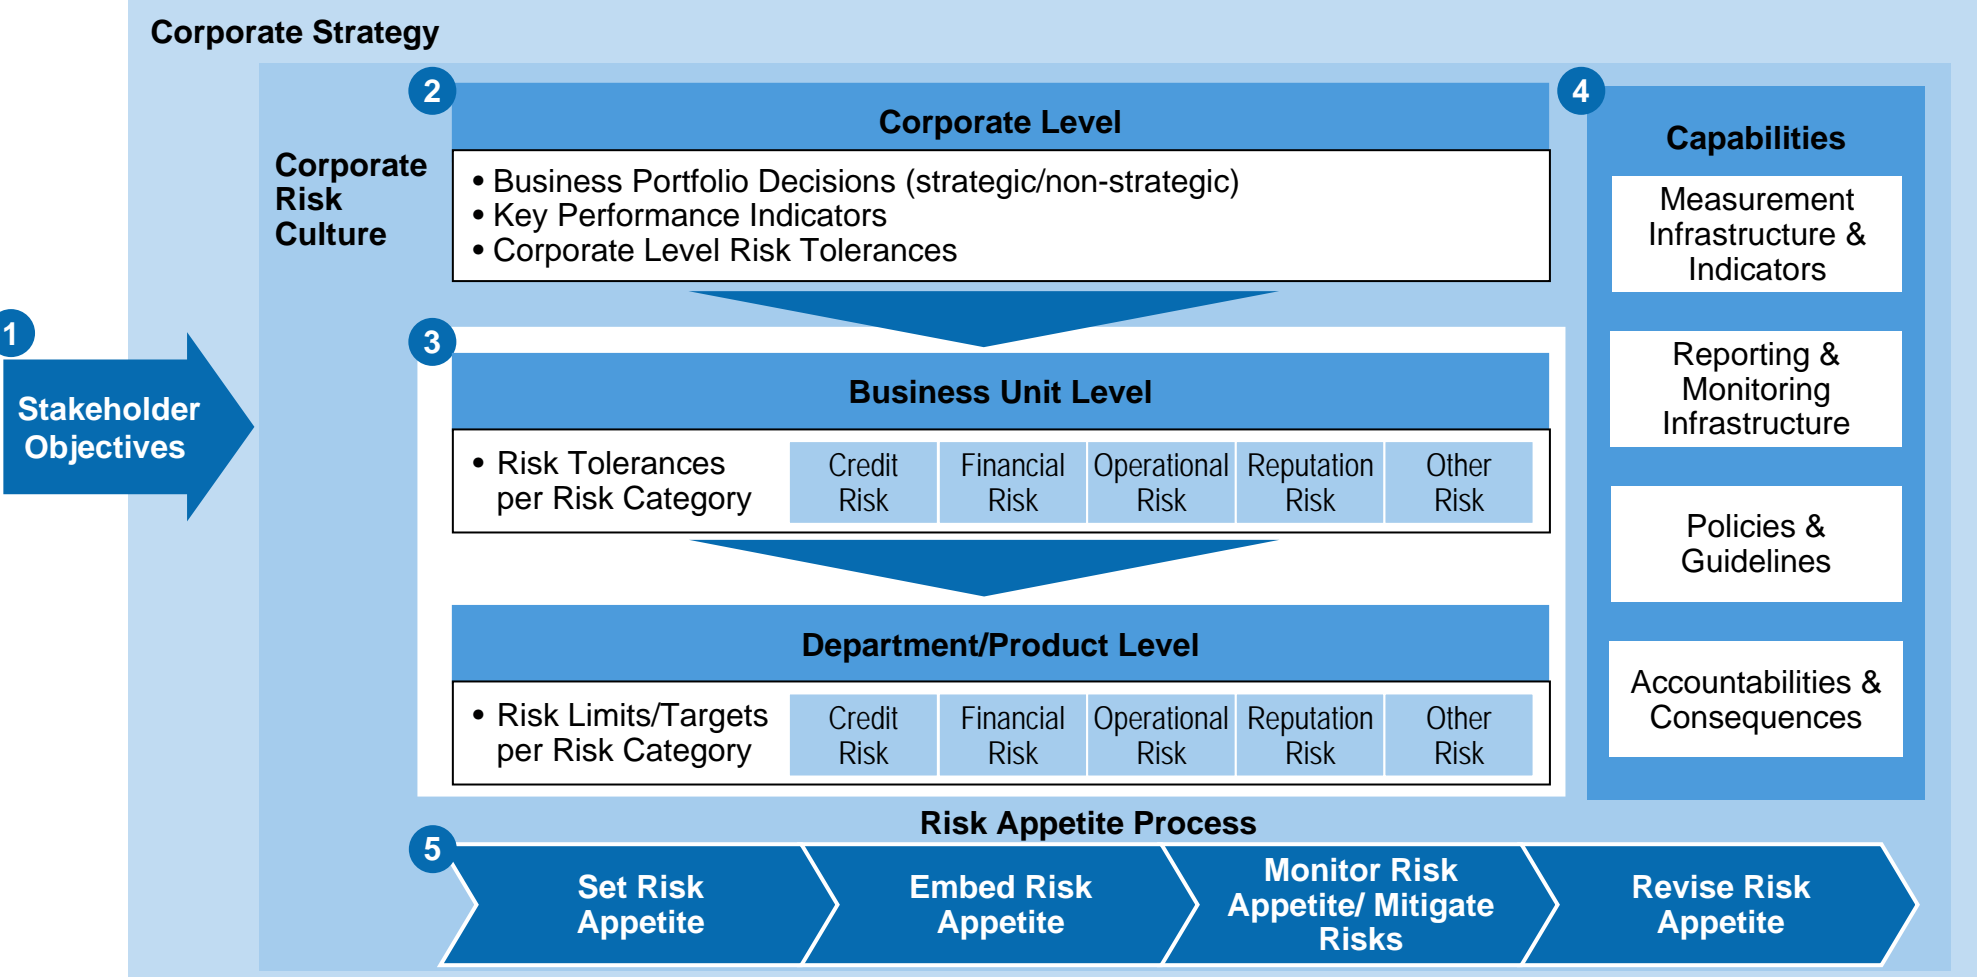 Corporate Strategy
1
Stakeholder
Objectives
Corporate
Risk
Culture
2
Corporate Level
• Business Portfolio Decisions (strategic/non-strategic)
• Key Performance Indicators
• Corporate Level Risk Tolerances
3
Business Unit Level
• Risk Tolerances
per Risk Category
Credit
Risk
Financial
Risk
Operational
Risk
Reputation
Risk
Other
Risk
Department/Product Level
• Risk Limits/Targets
per Risk Category
Credit
Risk
Financial
Risk
Operational
Risk
Reputation
Risk
Other
Risk
4
Capabilities
Measurement
Infrastructure &
Indicators
Reporting &
Monitoring
Infrastructure
Policies &
Guidelines
Accountabilities &
Consequences
Risk Appetite Process
5
Set Risk
Appetite
Embed Risk
Appetite
Monitor Risk
Appetite/ Mitigate
Risks
Revise Risk
Appetite